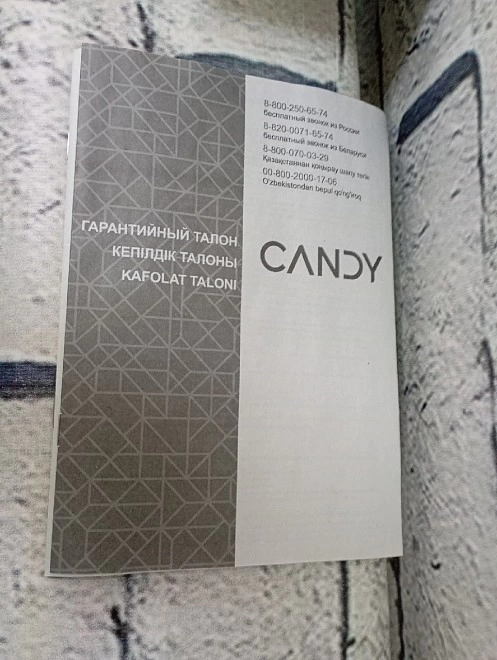 8-800-250-65-74
бесплатный звонок из России
8-820-0071-65-74
бесплатный звонок из Беларуси
8-800-070-03-29
Қазақстаннан қоңырау шалу тегін
00-800-2000-17-06
O'zbekistondan bepul qo'ng'iroq
ГАРАНТИЙНЫЙ ТАЛОН
КЕПІЛДІК ТАЛОНЫ
KAFOLAT TALONI
CANDY